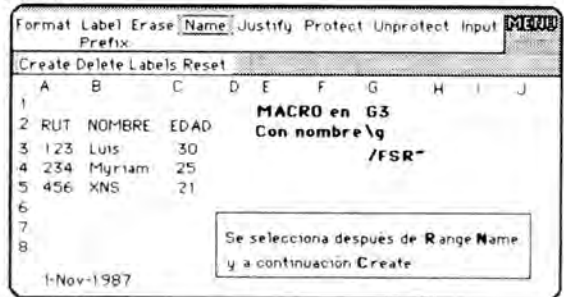 Format Label Erase Name Justify Protect Unprotect Input MENU
Prefix
Create Delete Labels Reset
A B C D E F G H I J
1 MACRO en G3
2 RUT NOMBRE EDAD Con nombre \g
3 123 Luis 30 /FSR~
4 234 Myriam 25
5 456 XNS 21
6
7
8
Se selecciona después de Range Name
y a continuación Create
1-Nov-1987